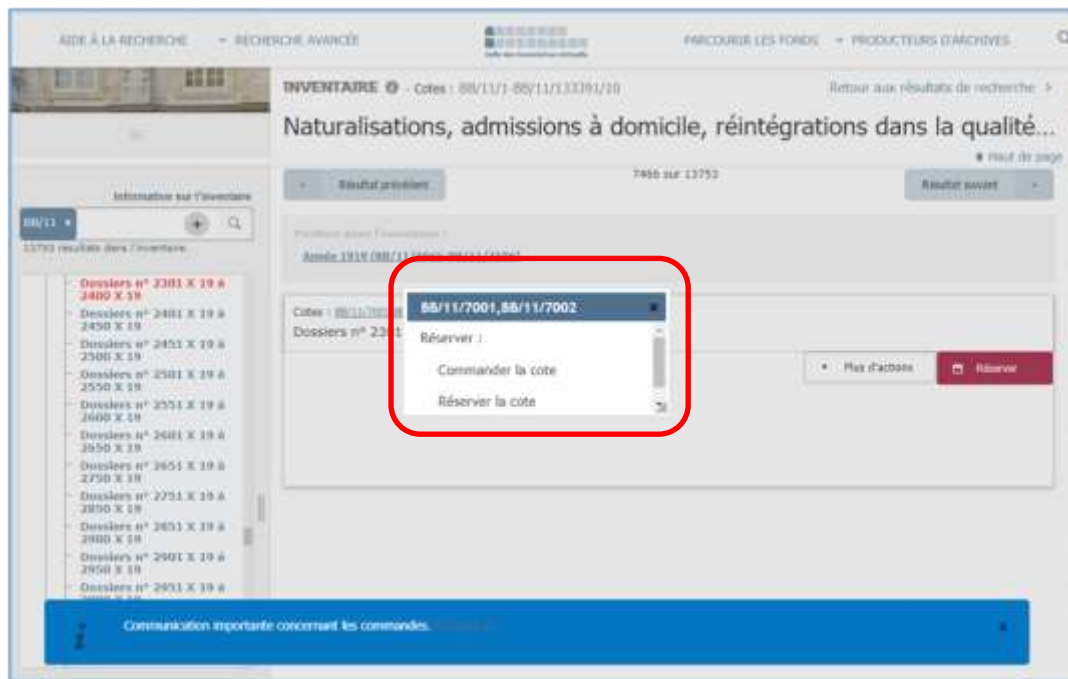 AIDE À LA RECHERCHE
RECHERCHE AVANCÉE
PARCOURIR LES FONDS
PRODUCTEURS D'ARCHIVES
INVENTAIRE - Cotes : BB/11/1-BB/11/13391/10
Retour aux résultats de recherche >
Naturalisations, admissions à domicile, réintégrations dans la qualité...
Haut de page
Résultat précédent
7466 sur 13753
Résultat suivant
Information sur l'inventaire
BB/11
13753 résultats dans l'inventaire.
Position dans l'inventaire :
Année 1919
Dossiers n° 2381 X 19 à
2400 X 19
Dossiers n° 2401 X 19 à
2450 X 19
Dossiers n° 2451 X 19 à
2500 X 19
Dossiers n° 2501 X 19 à
2550 X 19
Dossiers n° 2551 X 19 à
2600 X 19
Dossiers n° 2601 X 19 à
2650 X 19
Dossiers n° 2651 X 19 à
2750 X 19
Dossiers n° 2751 X 19 à
2850 X 19
Dossiers n° 2851 X 19 à
2900 X 19
Dossiers n° 2901 X 19 à
2950 X 19
Dossiers n° 2951 X 19 à
Cotes :
Dossiers n°
BB/11/7001,BB/11/7002
Réserver :
Commander la cote
Réserver la cote
Plus d'actions
Réserver
Communication importante concernant les commandes.